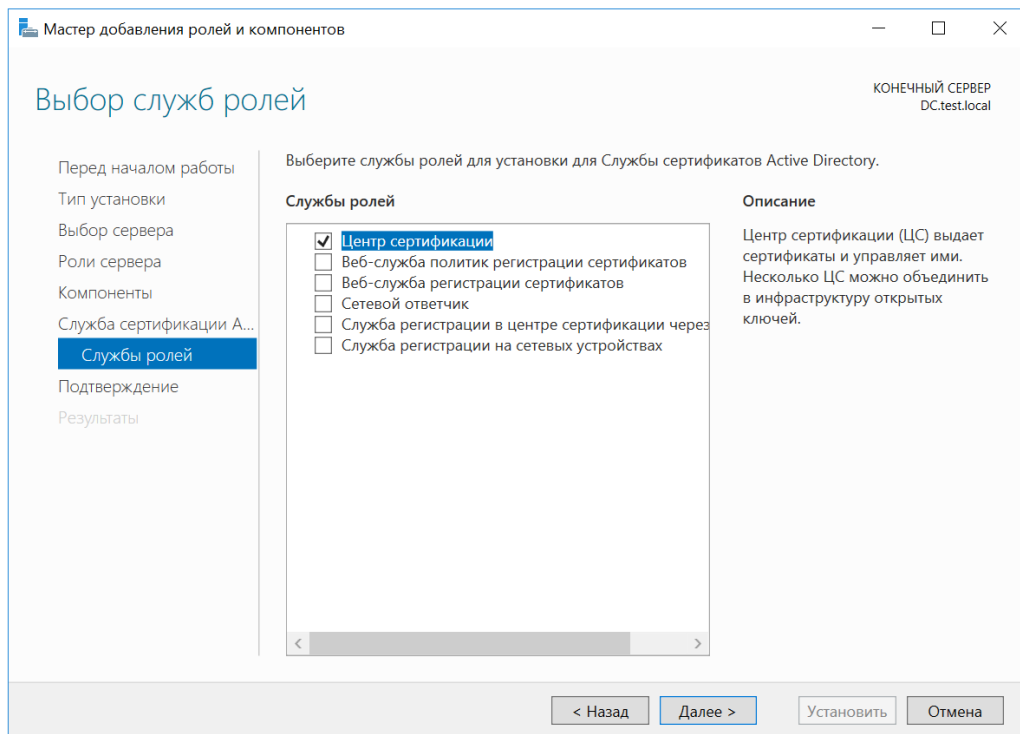 Мастер добавления ролей и компонентов
Выбор служб ролей
КОНЕЧНЫЙ СЕРВЕР
DC.test.local
Перед началом работы
Тип установки
Выбор сервера
Роли сервера
Компоненты
Служба сертификации A...
Службы ролей
Подтверждение
Результаты
Выберите службы ролей для установки для Службы сертификатов Active Directory.
Службы ролей
Центр сертификации
Веб-служба политик регистрации сертификатов
Веб-служба регистрации сертификатов
Сетевой ответчик
Служба регистрации в центре сертификации через
Служба регистрации на сетевых устройствах
Описание
Центр сертификации (ЦС) выдает
сертификаты и управляет ими.
Несколько ЦС можно объединить
в инфраструктуру открытых
ключей.
< Назад
Далее >
Установить
Отмена